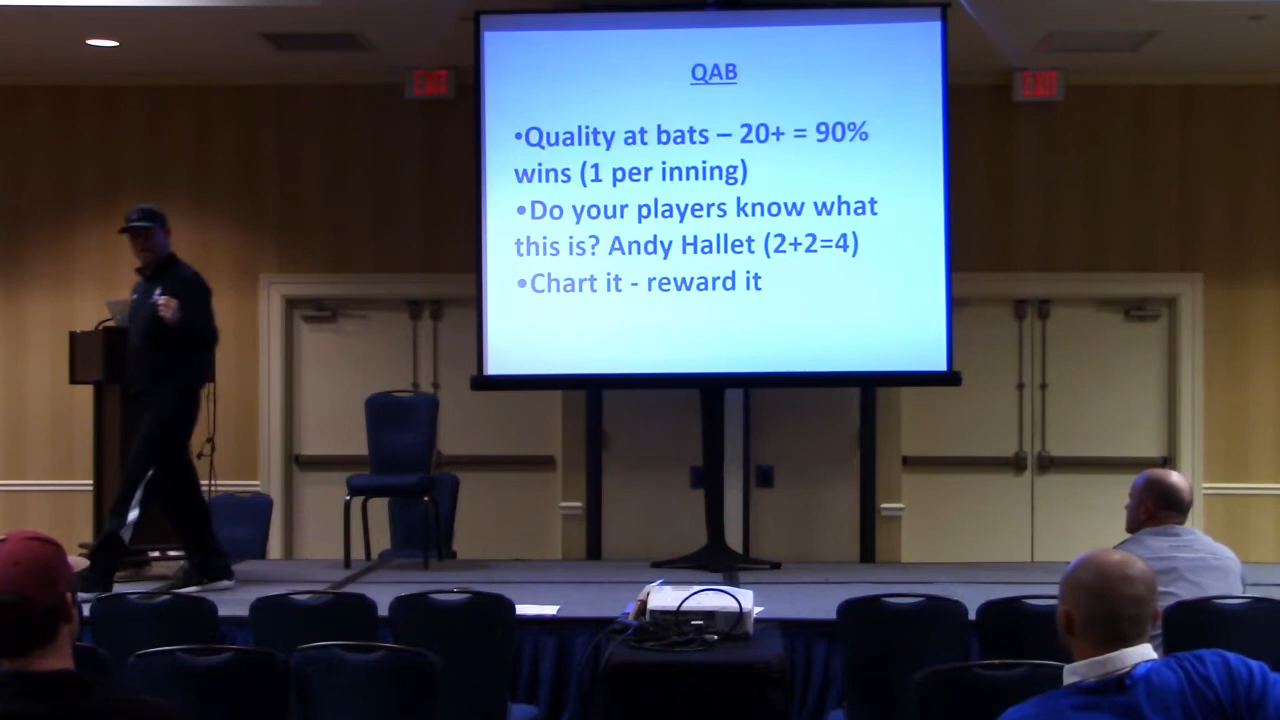 EXIT
EXIT
QAB
•Quality at bats – 20+ = 90%
wins (1 per inning)
•Do your players know what
this is? Andy Hallet (2+2=4)
•Chart it - reward it